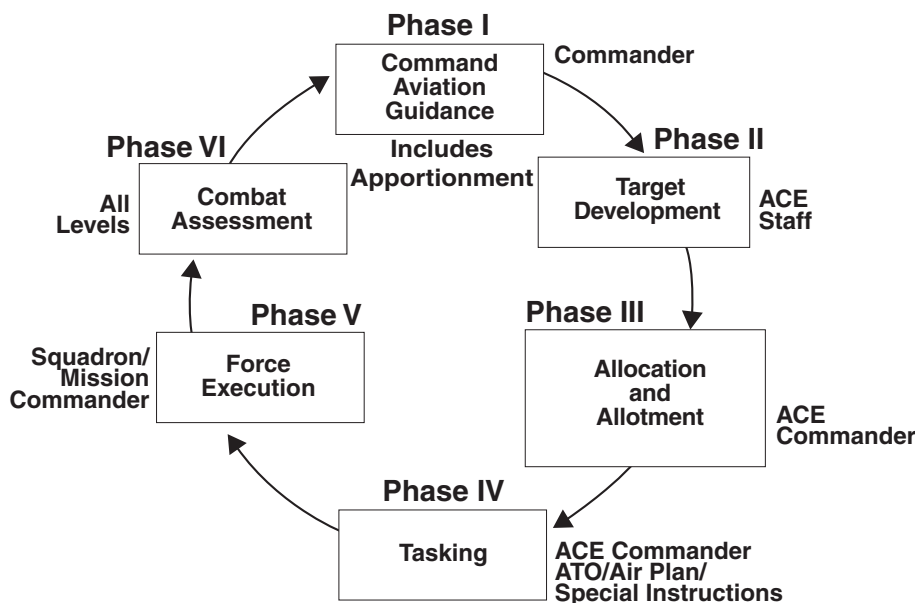 Phase I
Command
Aviation
Guidance
Commander
Includes
Apportionment
Phase II
Target
Development
ACE
Staff
Phase III
Allocation
and
Allotment
ACE
Commander
Phase IV
Tasking
ACE Commander
ATO/Air Plan/
Special Instructions
Phase V
Force
Execution
Squadron/
Mission
Commander
Phase VI
Combat
Assessment
All
Levels